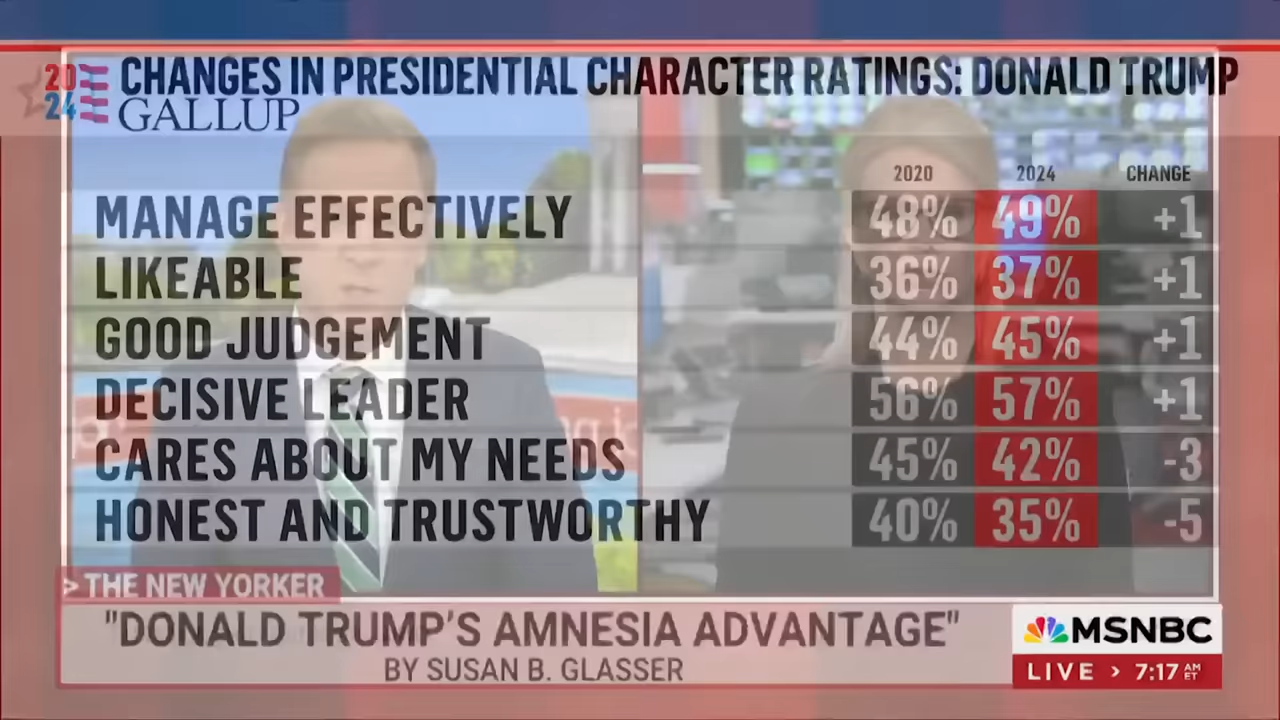 20
24
CHANGES IN PRESIDENTIAL CHARACTER RATINGS: DONALD TRUMP
GALLUP
2020 2024 CHANGE
MANAGE EFFECTIVELY 48% 49% +1
LIKEABLE 36% 37% +1
GOOD JUDGEMENT 44% 45% +1
DECISIVE LEADER 56% 57% +1
CARES ABOUT MY NEEDS 45% 42% -3
HONEST AND TRUSTWORTHY 40% 35% -5
> THE NEW YORKER
"DONALD TRUMP'S AMNESIA ADVANTAGE"
BY SUSAN B. GLASSER
MSNBC
LIVE > 7:17 AM ET